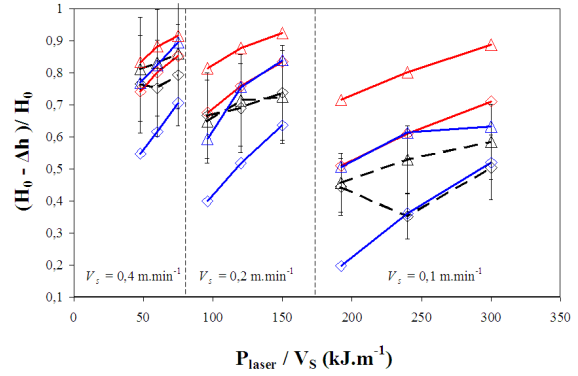 (H₀ - Δh)/ H₀
1
0,9
0,8
0,7
0,6
0,5
0,4
0,3
0,2
0,1
Vₛ = 0,4 m.min⁻¹ Vₛ = 0,2 m.min⁻¹ Vₛ = 0,1 m.min⁻¹
0 50 100 150 200 250 300 350
P_laser / V_S (kJ.m⁻¹)